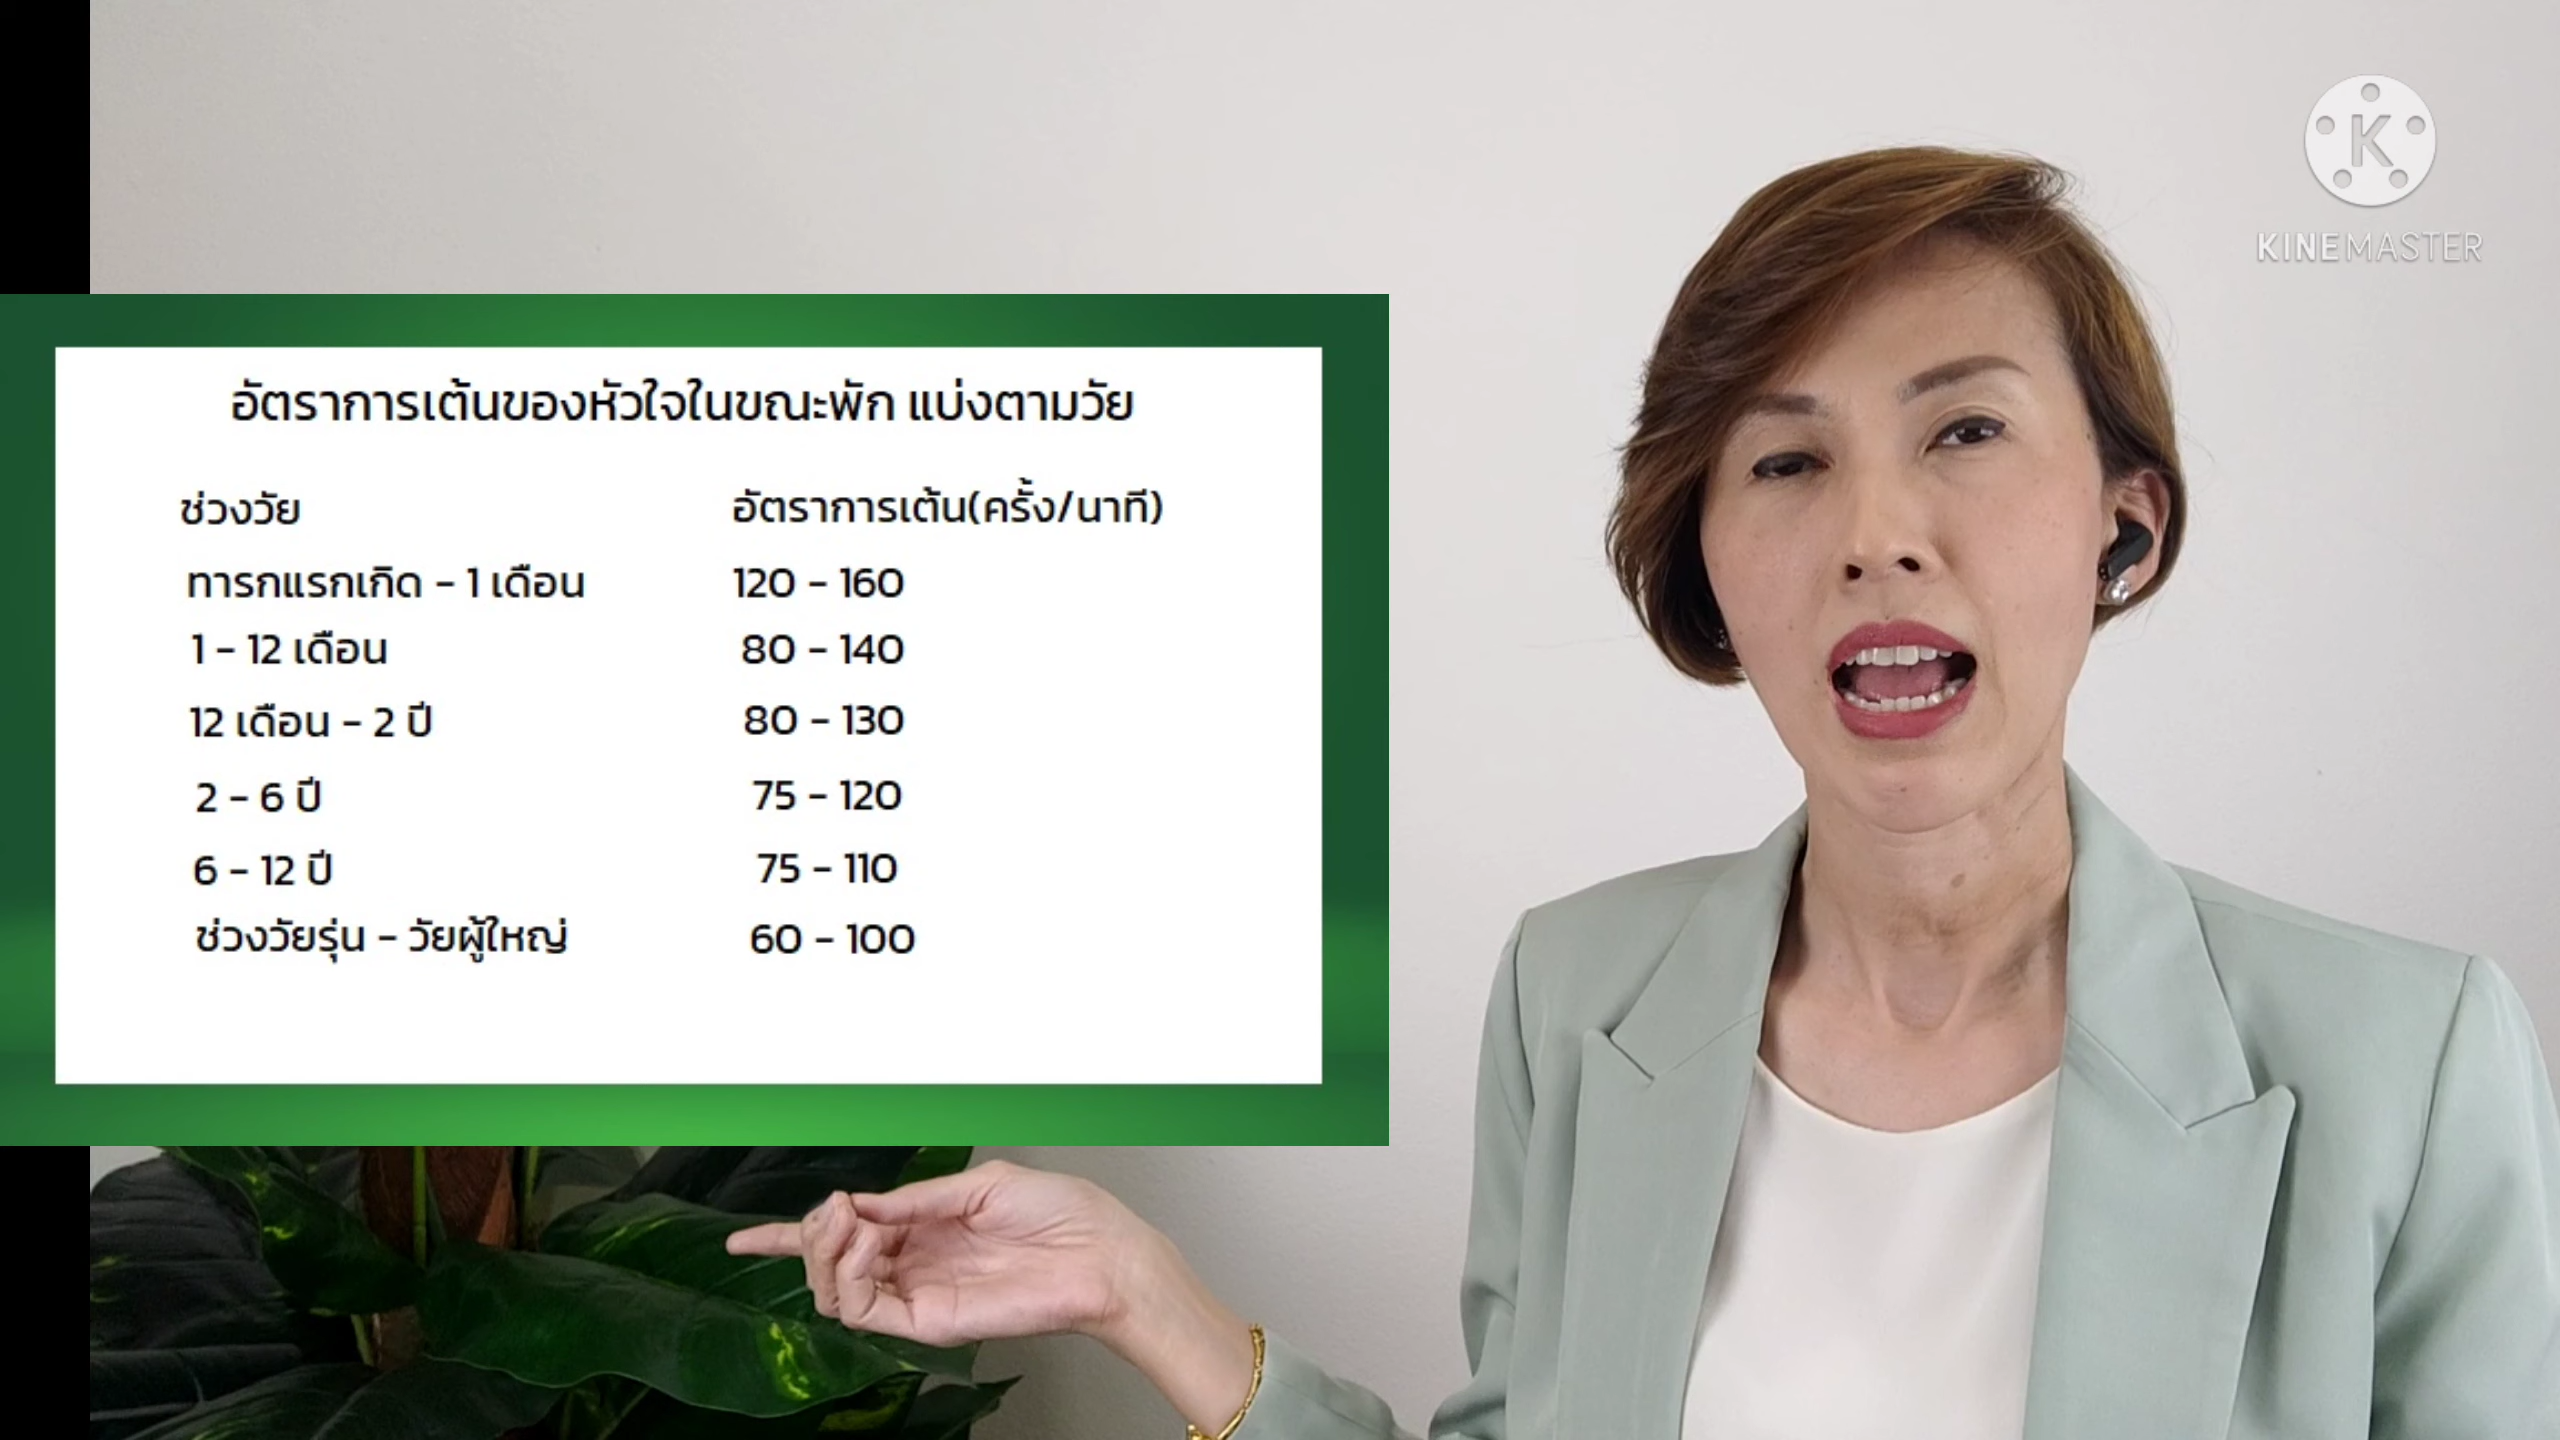 อัตราการเต้นของหัวใจในขณะพัก แบ่งตามวัย
ช่วงวัย อัตราการเต้น(ครั้ง/นาที)
ทารกแรกเกิด - 1 เดือน 120 - 160
1 - 12 เดือน 80 - 140
12 เดือน - 2 ปี 80 - 130
2 - 6 ปี 75 - 120
6 - 12 ปี 75 - 110
ช่วงวัยรุ่น - วัยผู้ใหญ่ 60 - 100
K
KINEMASTER